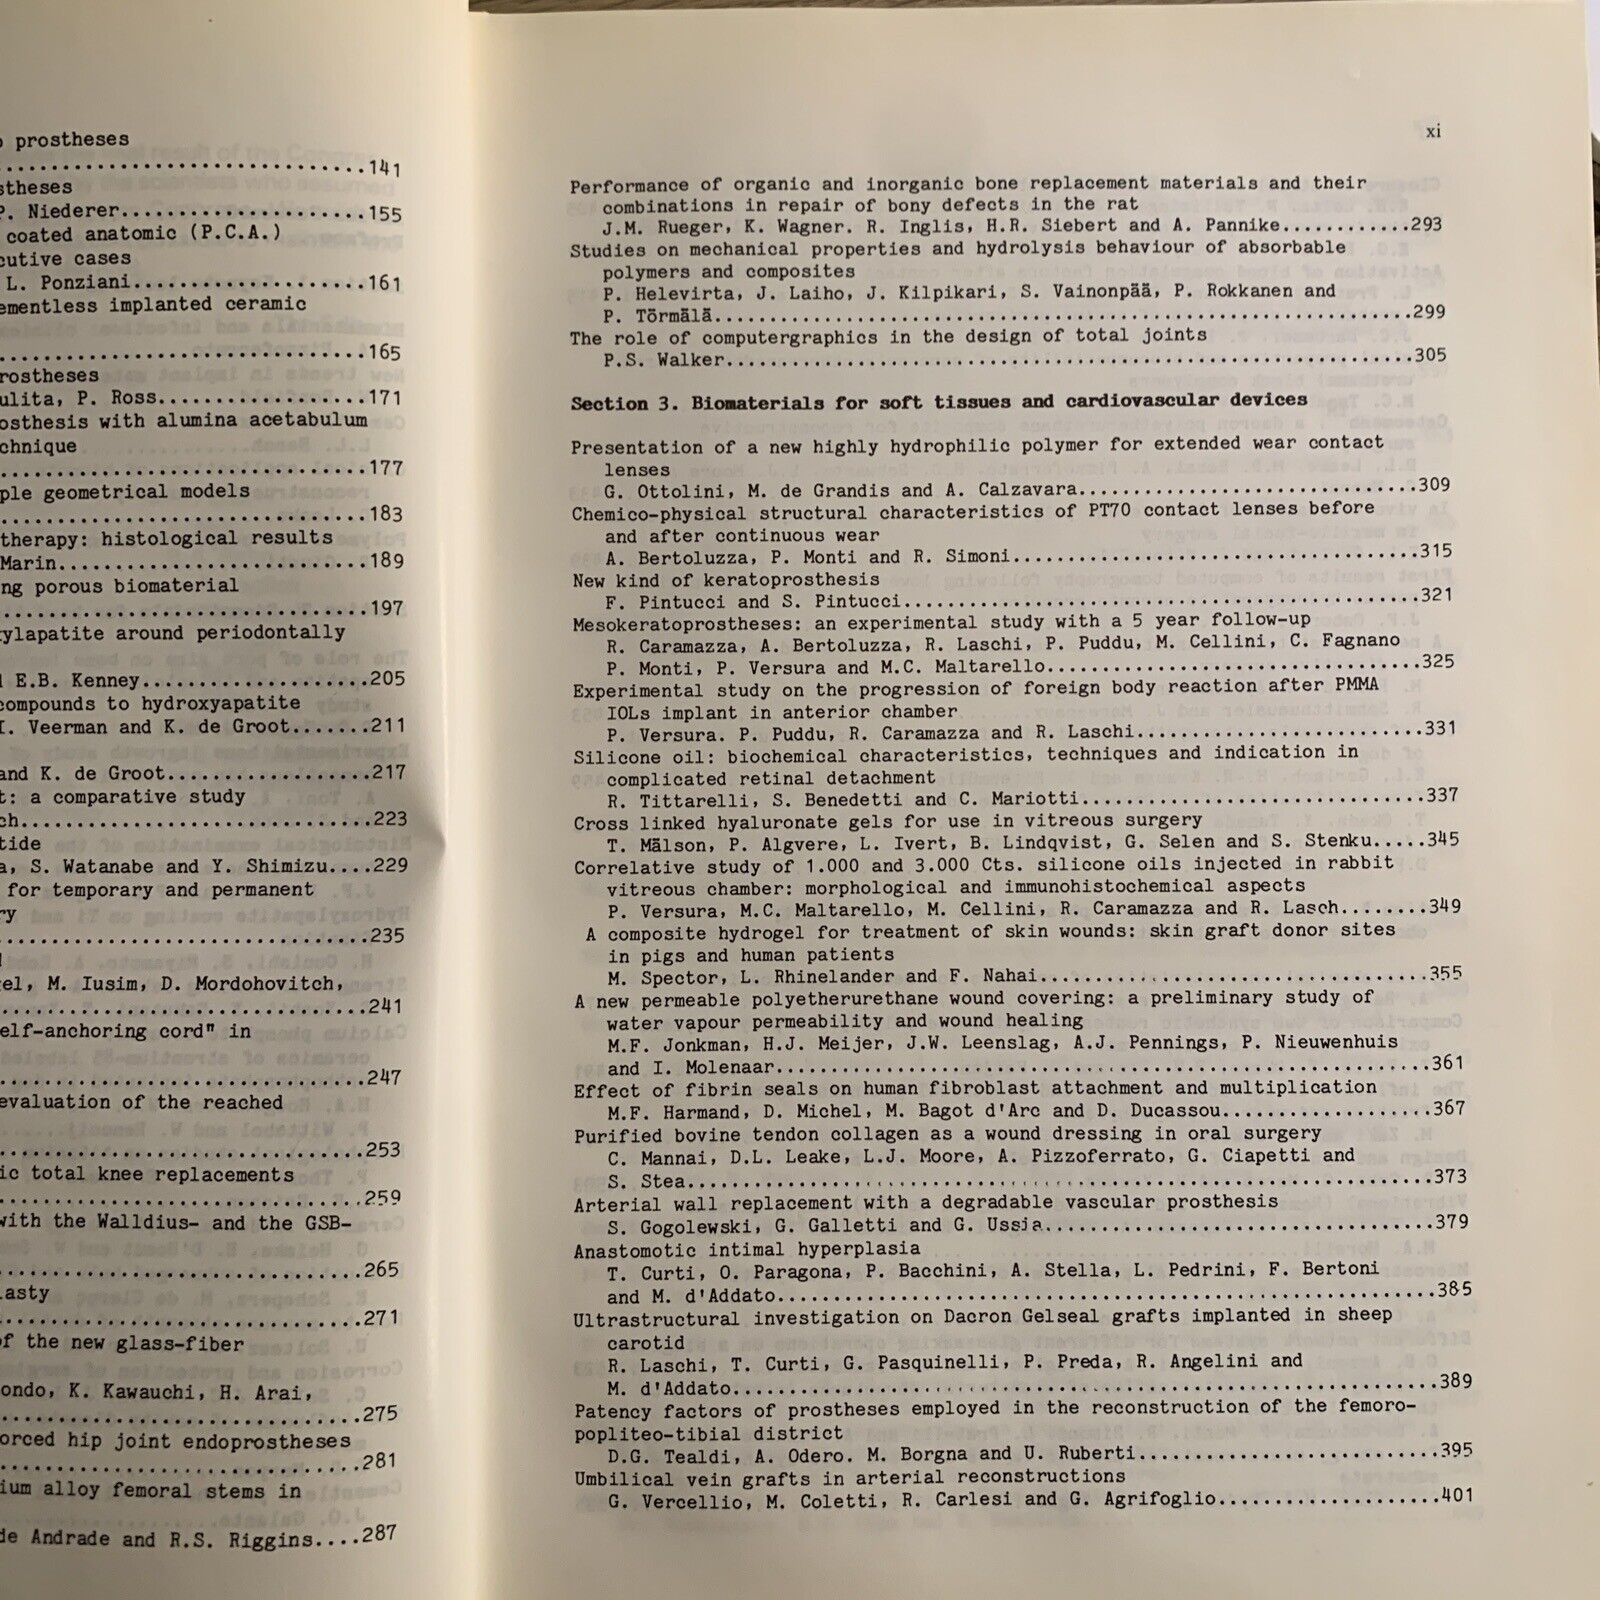 prostheses
141
stheses
P. Niederer.....................155
coated anatomic (P.C.A.)
cutive cases
L. Ponziani.....................161
ementless implanted ceramic
165
rostheses
ulita, P. Ross..................171
osthesis with alumina acetabulum
chnique
177
ple geometrical models
183
therapy: histological results
Marin...........................189
ng porous biomaterial
197
ylapatite around periodontally
E.B. Kenney....................205
compounds to hydroxyapatite
I. Veerman and K. de Groot.......211
and K. de Groot..................217
t: a comparative study
ch...............................223
tide
a, S. Watanabe and Y. Shimizu....229
for temporary and permanent
ry
235
el, M. Iusim, D. Mordohovitch,
241
elf-anchoring cord" in
247
evaluation of the reached
253
ic total knee replacements
259
with the Walldius- and the GSB-
265
lasty
271
of the new glass-fiber
ondo, K. Kawauchi, H. Arai,
275
orced hip joint endoprostheses
281
ium alloy femoral stems in
de Andrade and R.S. Riggins....287
xi
Performance of organic and inorganic bone replacement materials and their
combinations in repair of bony defects in the rat
J.M. Rueger, K. Wagner. R. Inglis, H.R. Siebert and A. Pannike............293
Studies on mechanical properties and hydrolysis behaviour of absorbable
polymers and composites
P. Helevirta, J. Laiho, J. Kilpikari, S. Vainonpää, P. Rokkanen and
P. Törmälä................................................................299
The role of computergraphics in the design of total joints
P.S. Walker...............................................................305
Section 3. Biomaterials for soft tissues and cardiovascular devices
Presentation of a new highly hydrophilic polymer for extended wear contact
lenses
G. Ottolini, M. de Grandis and A. Calzavara...............................309
Chemico-physical structural characteristics of PT70 contact lenses before
and after continuous wear
A. Bertoluzza, P. Monti and R. Simoni.....................................315
New kind of keratoprosthesis
F. Pintucci and S. Pintucci...............................................321
Mesokeratoprostheses: an experimental study with a 5 year follow-up
R. Caramazza, A. Bertoluzza, R. Laschi, P. Puddu, M. Cellini, C. Fagnano
P. Monti, P. Versura and M.C. Maltarello..................................325
Experimental study on the progression of foreign body reaction after PMMA
IOLs implant in anterior chamber
P. Versura. P. Puddu, R. Caramazza and R. Laschi..........................331
Silicone oil: biochemical characteristics, techniques and indication in
complicated retinal detachment
R. Tittarelli, S. Benedetti and C. Mariotti...............................337
Cross linked hyaluronate gels for use in vitreous surgery
T. Mälson, P. Algvere, L. Ivert, B. Lindqvist, G. Selen and S. Stenku.....345
Correlative study of 1.000 and 3.000 Cts. silicone oils injected in rabbit
vitreous chamber: morphological and immunohistochemical aspects
P. Versura, M.C. Maltarello, M. Cellini, R. Caramazza and R. Lasch........349
A composite hydrogel for treatment of skin wounds: skin graft donor sites
in pigs and human patients
M. Spector, L. Rhinelander and F. Nahai...................................355
A new permeable polyetherurethane wound covering: a preliminary study of
water vapour permeability and wound healing
M.F. Jonkman, H.J. Meijer, J.W. Leenslag, A.J. Pennings, P. Nieuwenhuis
and I. Molenaar...........................................................361
Effect of fibrin seals on human fibroblast attachment and multiplication
M.F. Harmand, D. Michel, M. Bagot d'Arc and D. Ducassou...................367
Purified bovine tendon collagen as a wound dressing in oral surgery
C. Mannai, D.L. Leake, L.J. Moore, A. Pizzoferrato, G. Ciapetti and
S. Stea...................................................................373
Arterial wall replacement with a degradable vascular prosthesis
S. Gogolewski, G. Galletti and G. Ussia...................................379
Anastomotic intimal hyperplasia
T. Curti, O. Paragona, P. Bacchini, A. Stella, L. Pedrini, F. Bertoni
and M. d'Addato...........................................................385
Ultrastructural investigation on Dacron Gelseal grafts implanted in sheep
carotid
R. Laschi, T. Curti, G. Pasquinelli, P. Preda, R. Angelini and
M. d'Addato...............................................................389
Patency factors of prostheses employed in the reconstruction of the femoro-
popliteo-tibial district
D.G. Tealdi, A. Odero. M. Borgna and U. Ruberti...........................395
Umbilical vein grafts in arterial reconstructions
G. Vercellio, M. Coletti, R. Carlesi and G. Agrifoglio....................401